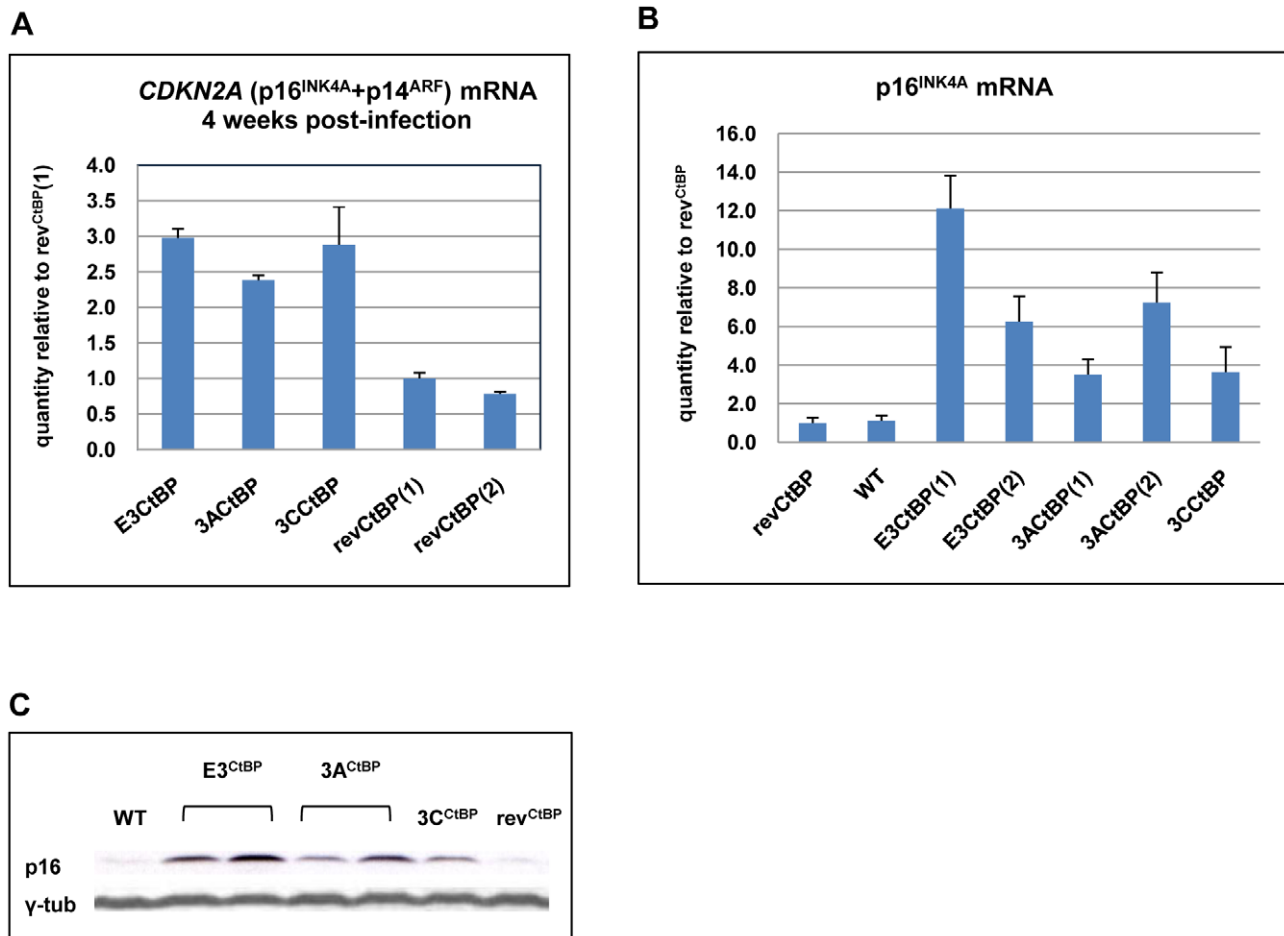 A
CDKN2A (p16INK4A+p14ARF) mRNA
4 weeks post-infection
quantity relative to revCtBP(1)
4.0
3.5
3.0
2.5
2.0
1.5
1.0
0.5
0.0
E3CtBP
3ACtBP
3CCtBP
revCtBP(1)
revCtBP(2)
B
p16INK4A mRNA
quantity relative to revCtBP
16.0
14.0
12.0
10.0
8.0
6.0
4.0
2.0
0.0
revCtBP
WT
E3CtBP(1)
E3CtBP(2)
3ACtBP(1)
3ACtBP(2)
3CCtBP
C
E3CtBP 3ACtBP
WT 3CCtBP revCtBP
p16
γ-tub